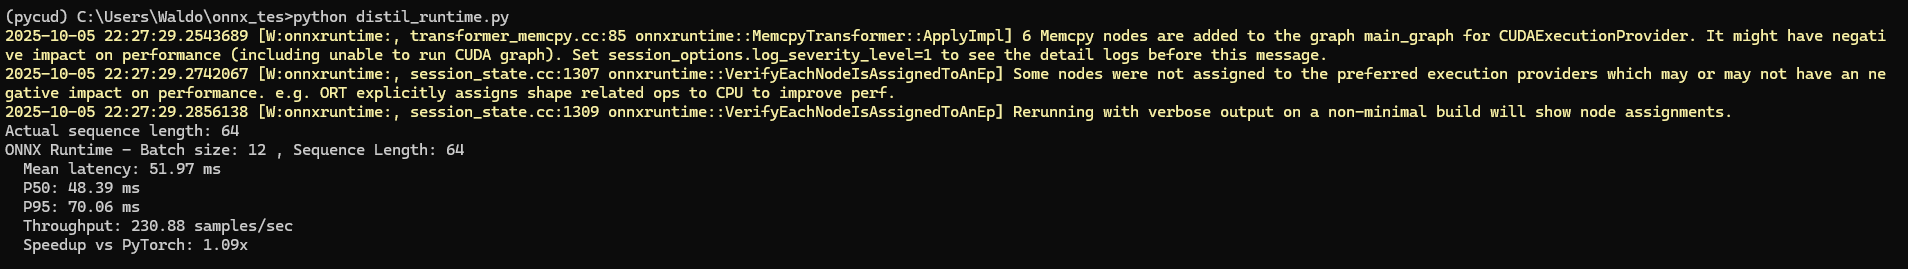 (pycud) C:\Users\Waldo\onnx_tes>python distil_runtime.py
2025-10-05 22:27:29.2543689 [W:onnxruntime:, transformer_memcpy.cc:85 onnxruntime::MemcpyTransformer::ApplyImpl] 6 Memcpy nodes are added to the graph main_graph for CUDAExecutionProvider. It might have negati
ve impact on performance (including unable to run CUDA graph). Set session_options.log_severity_level=1 to see the detail logs before this message.
2025-10-05 22:27:29.2742067 [W:onnxruntime:, session_state.cc:1307 onnxruntime::VerifyEachNodeIsAssignedToAnEp] Some nodes were not assigned to the preferred execution providers which may or may not have an ne
gative impact on performance. e.g. ORT explicitly assigns shape related ops to CPU to improve perf.
2025-10-05 22:27:29.2856138 [W:onnxruntime:, session_state.cc:1309 onnxruntime::VerifyEachNodeIsAssignedToAnEp] Rerunning with verbose output on a non-minimal build will show node assignments.
Actual sequence length: 64
ONNX Runtime - Batch size: 12 , Sequence Length: 64
  Mean latency: 51.97 ms
  P50: 48.39 ms
  P95: 70.06 ms
  Throughput: 230.88 samples/sec
  Speedup vs PyTorch: 1.09x